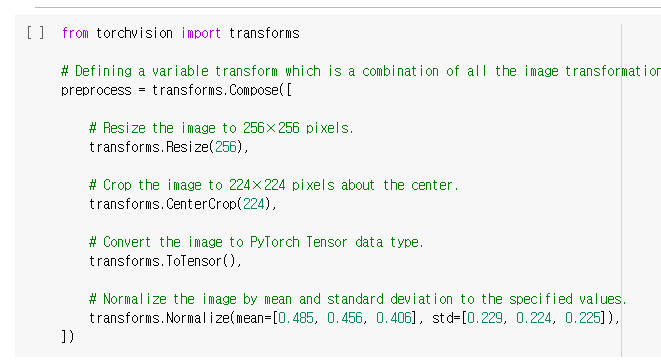 [ ] from torchvision import transforms
# Defining a variable transform which is a combination of all the image transformation
preprocess = transforms.Compose([
# Resize the image to 256×256 pixels.
transforms.Resize(256),
# Crop the image to 224×224 pixels about the center.
transforms.CenterCrop(224),
# Convert the image to PyTorch Tensor data type.
transforms.ToTensor(),
# Normalize the image by mean and standard deviation to the specified values.
transforms.Normalize(mean=[0.485, 0.456, 0.406], std=[0.229, 0.224, 0.225]),
])